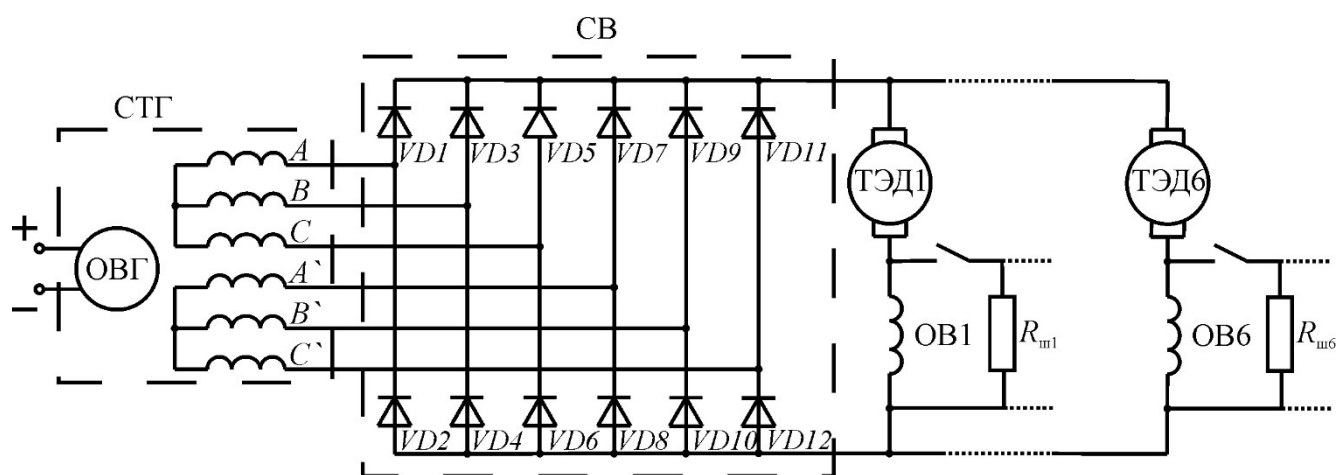 СВ
СТГ
A
B
C
A`
B`
C`
+
ОВГ
–
VD1
VD3
VD5
VD7
VD9
VD11
VD2
VD4
VD6
VD8
VD10
VD12
ТЭД1
ТЭД6
ОВ1
Rш1
ОВ6
Rш6